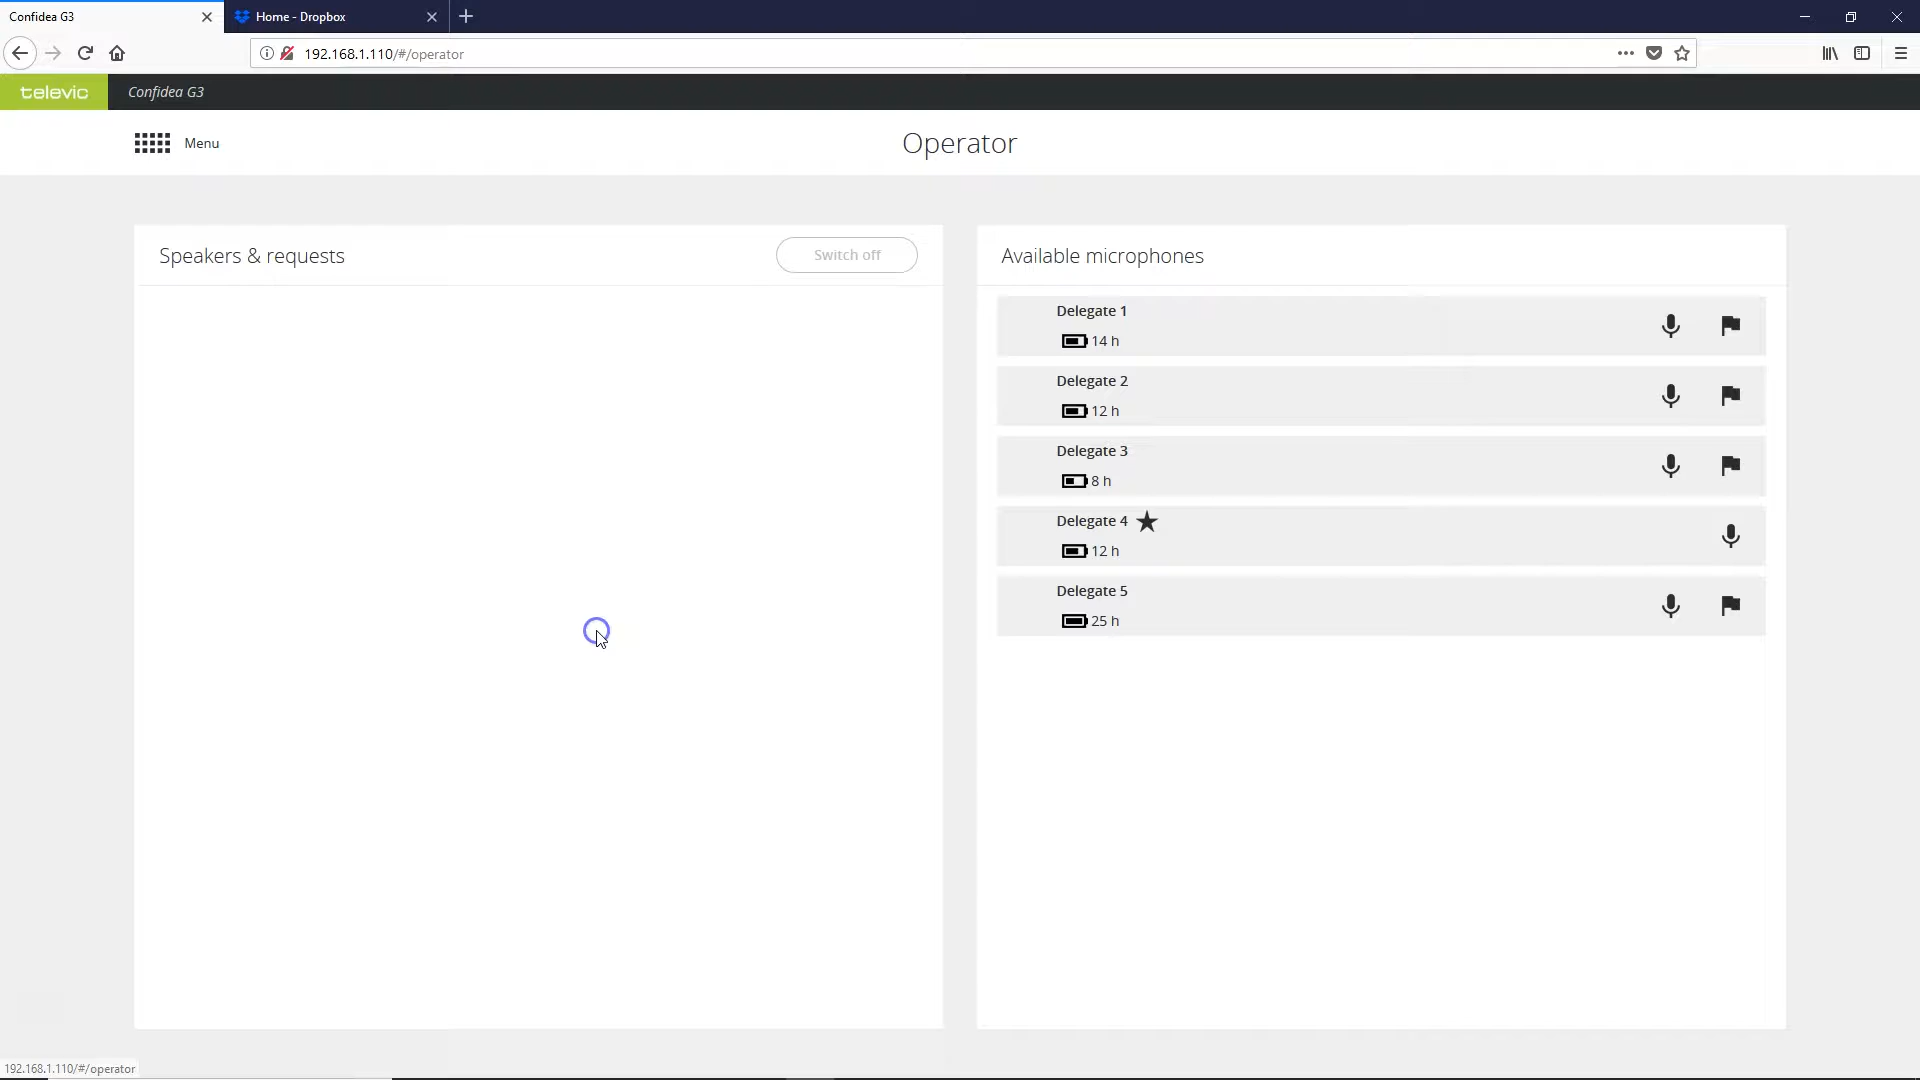 Confidea G3
Home - Dropbox
192.168.1.110/#/operator
televic
Confidea G3
Menu
Operator
Speakers & requests
Switch off
Available microphones
Delegate 1
14 h
Delegate 2
12 h
Delegate 3
8 h
Delegate 4
12 h
Delegate 5
25 h
192.168.1.110/#/operator